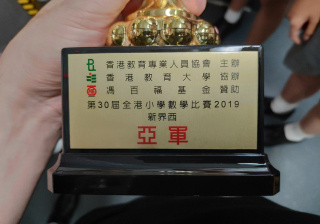 香港教育專業人員協會 主辦
香港教育大學 協辦
馮百福基金 贊助
第30屆全港小學數學比賽2019
新界西
亞軍